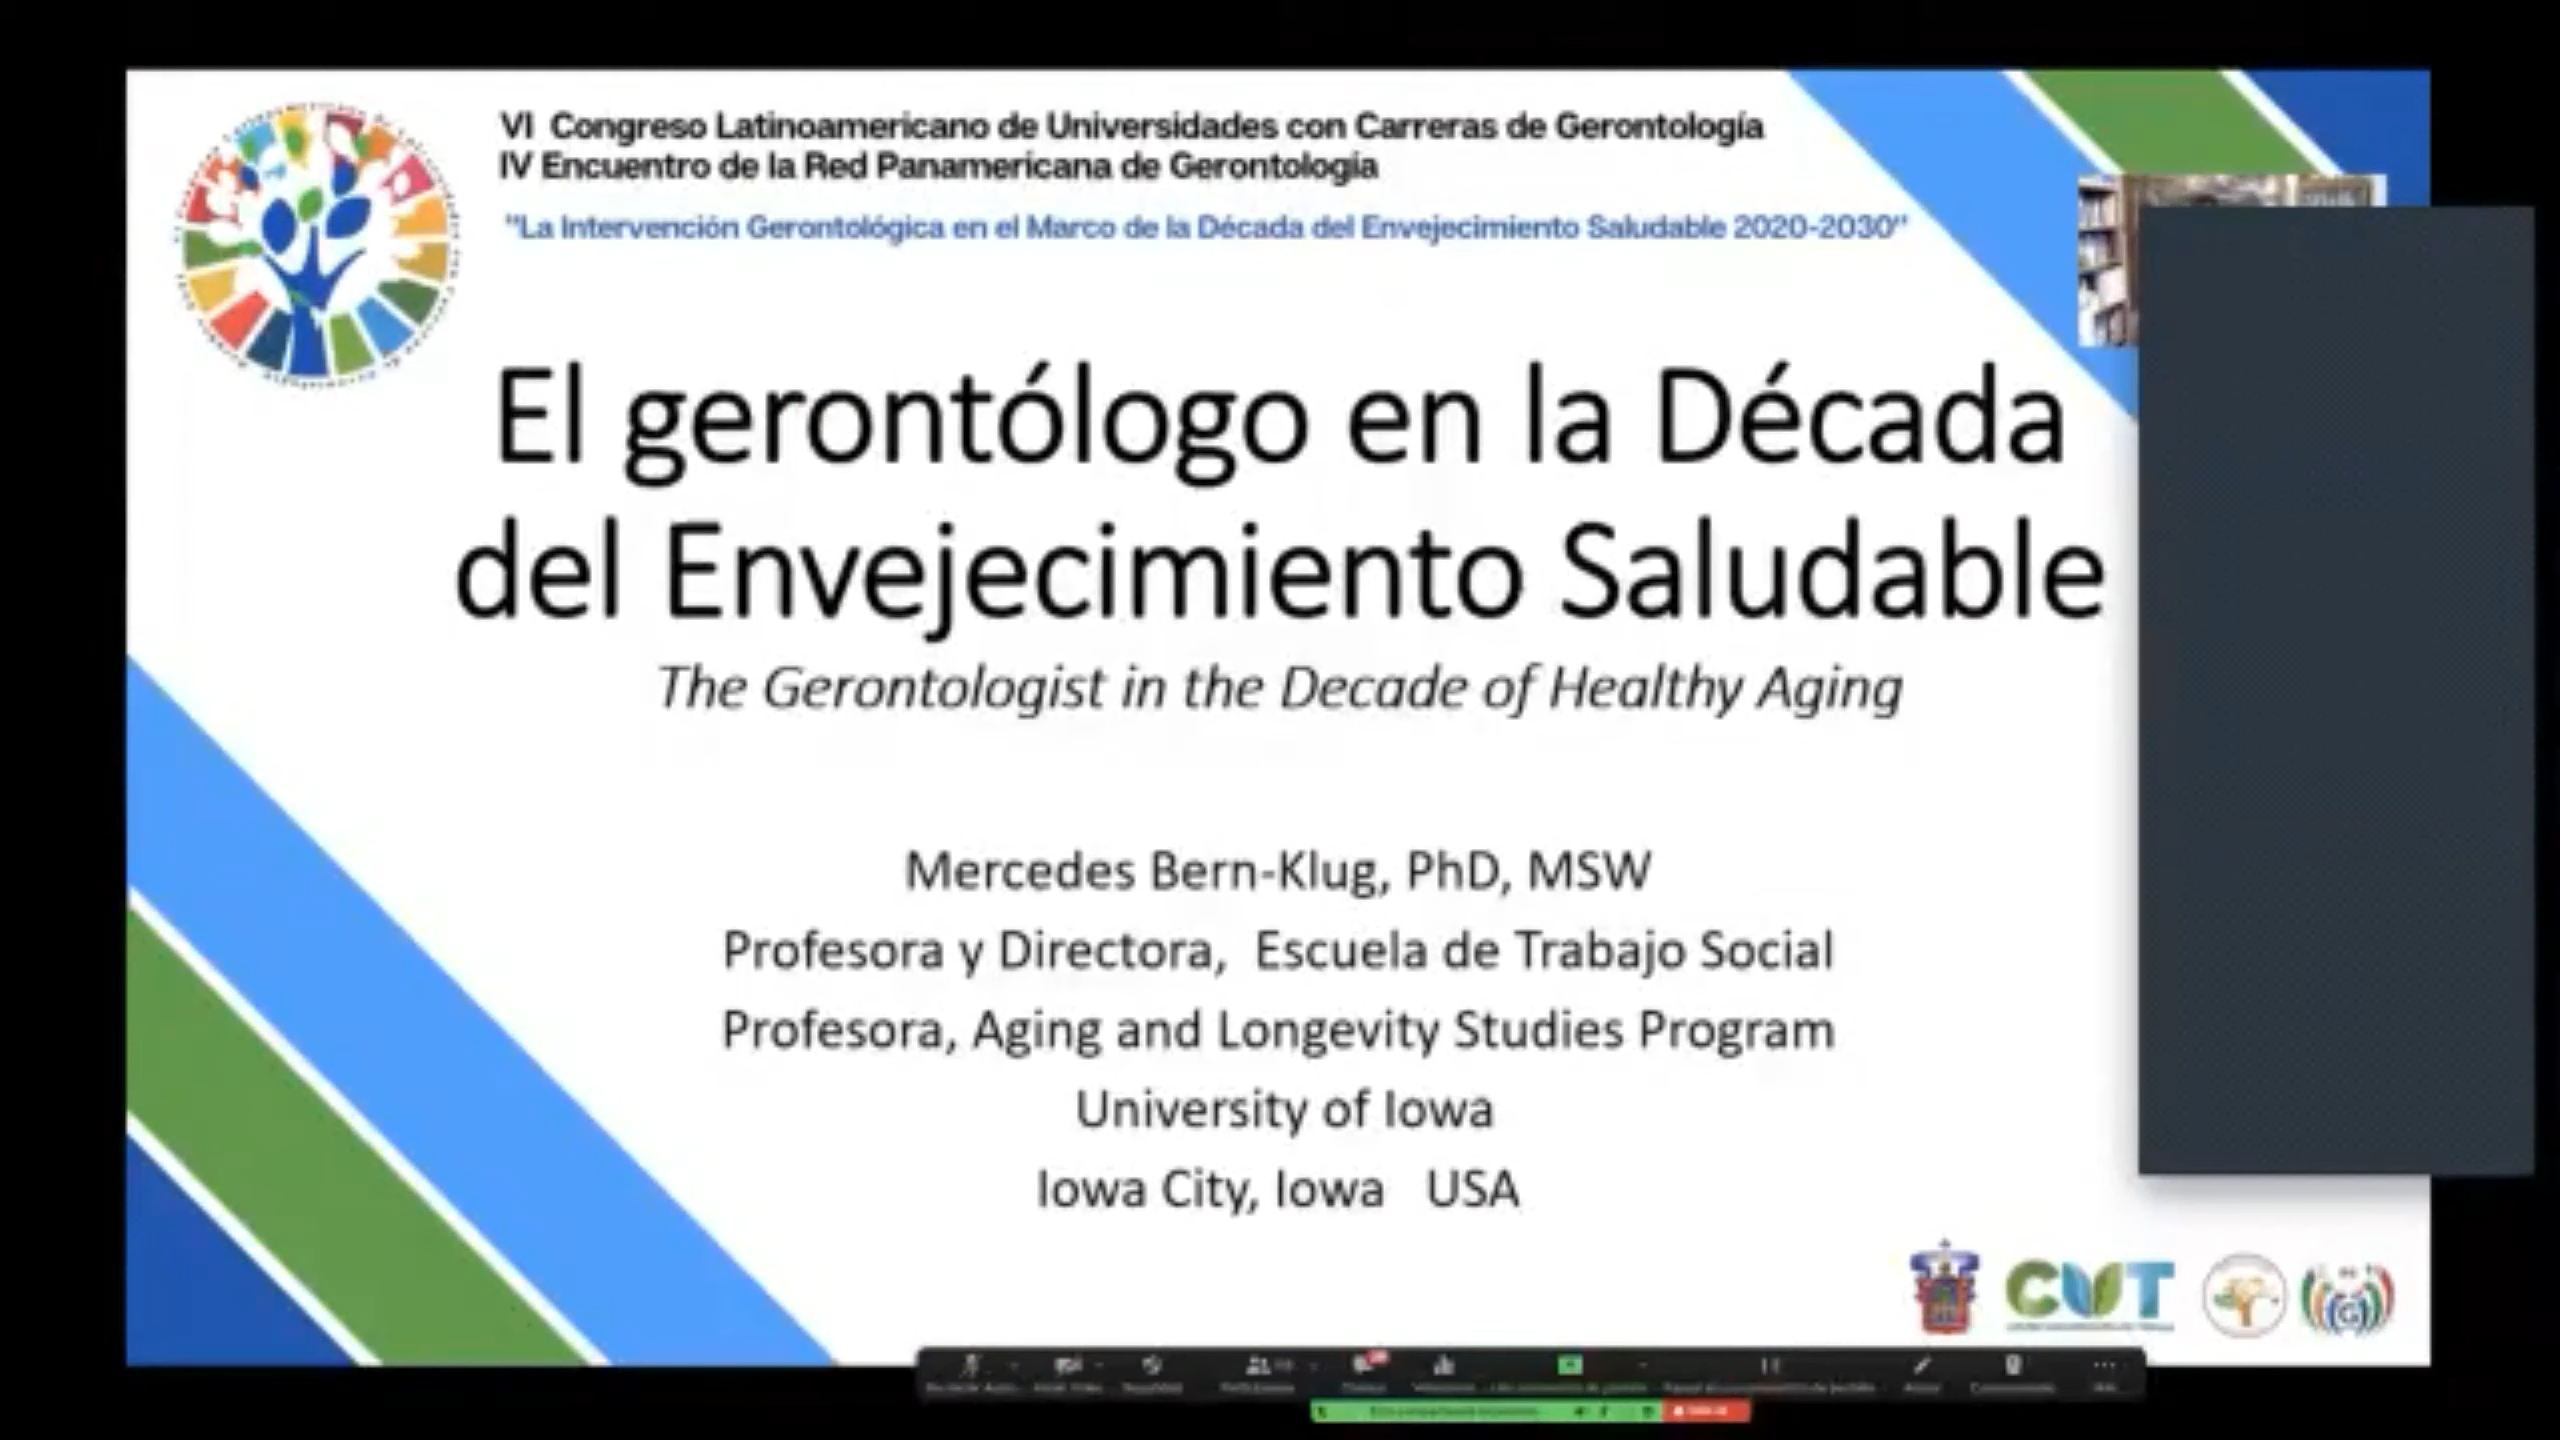 VI Congreso Latinoamericano de Universidades con Carreras de Gerontología
IV Encuentro de la Red Panamericana de Gerontología
"La Intervención Gerontológica en el Marco de la Década del Envejecimiento Saludable 2020-2030"
El gerontólogo en la Década
del Envejecimiento Saludable
The Gerontologist in the Decade of Healthy Aging
Mercedes Bern-Klug, PhD, MSW
Profesora y Directora, Escuela de Trabajo Social
Profesora, Aging and Longevity Studies Program
University of Iowa
Iowa City, Iowa USA
CUT